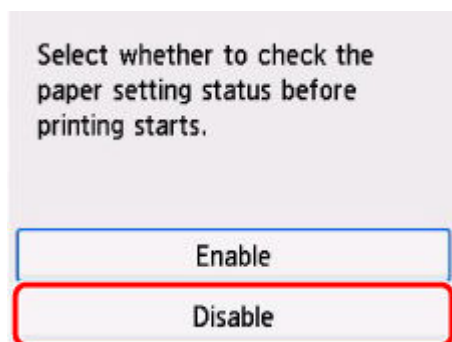 Select whether to check the
paper setting status before
printing starts.
Enable
Disable